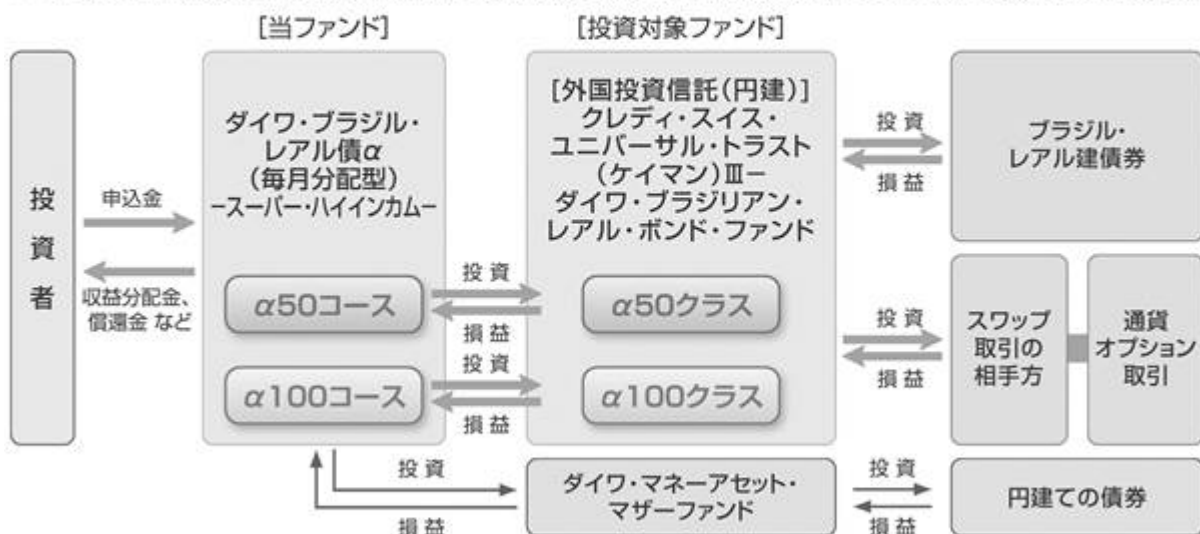 [当ファンド]
[投資対象ファンド]
投資者
申込金
収益分配金、
償還金 など
ダイワ・ブラジル・
レアル債α
(毎月分配型)
−スーパー・ハイインカム−
α50コース
α100コース
投 資
損 益
投 資
損 益
[外国投資信託(円建)]
クレディ・スイス・
ユニバーサル・トラスト
(ケイマン)Ⅲ−
ダイワ・ブラジリアン・
レアル・ボンド・ファンド
α50クラス
α100クラス
投 資
損 益
ブラジル・
レアル建債券
投 資
損 益
スワップ
取引の
相手方
通貨
オプション
取引
投 資
損 益
ダイワ・マネーアセット・
マザーファンド
投 資
損 益
円建ての債券